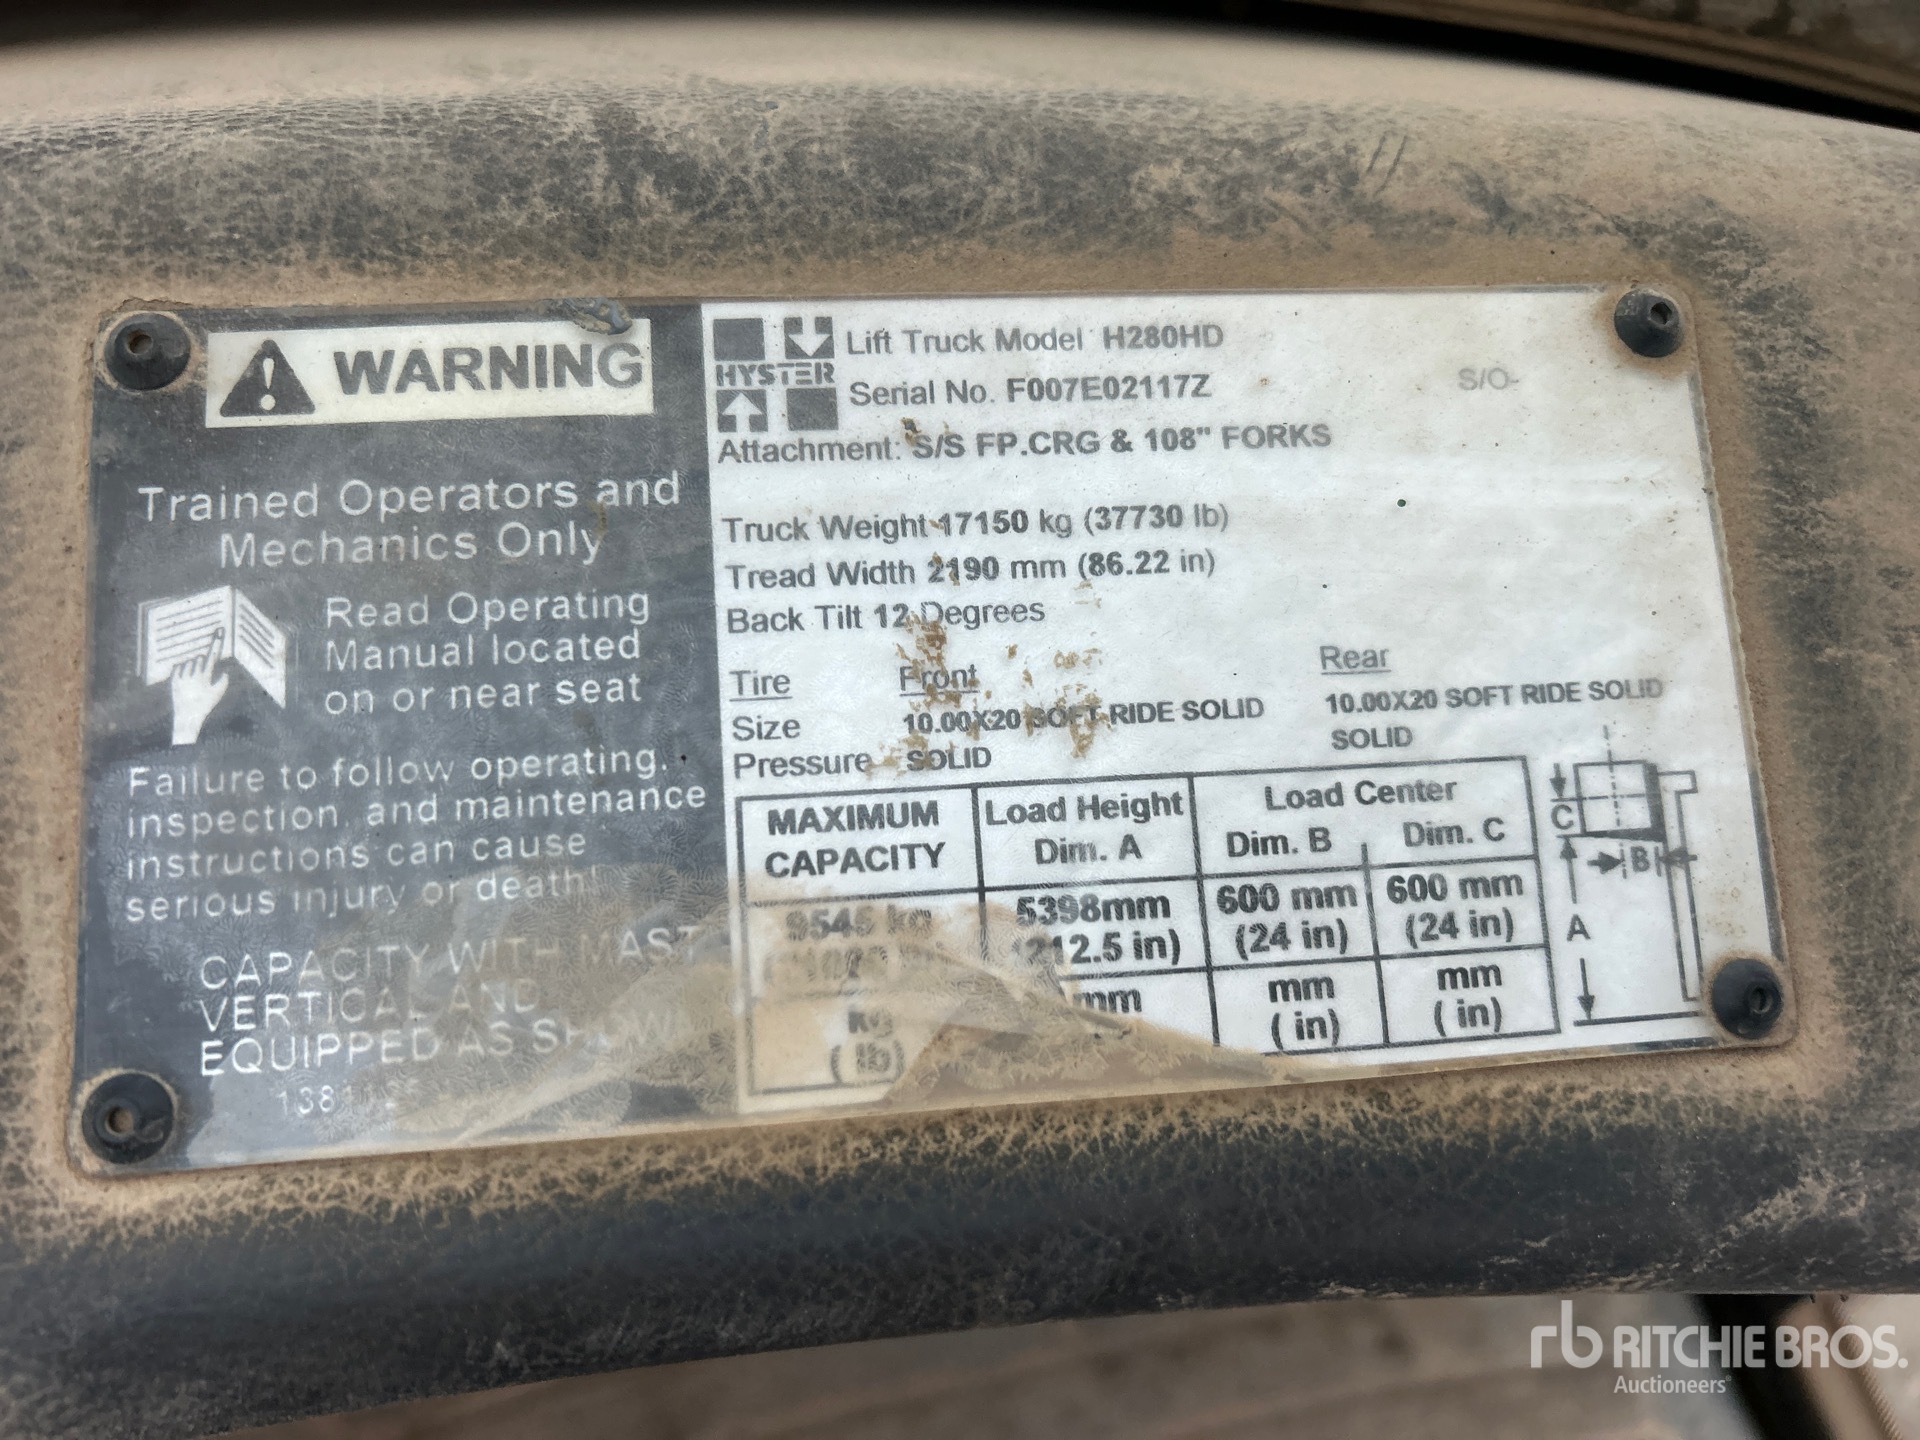 WARNING
Trained Operators and
Mechanics Only
Read Operating
Manual located
on or near seat
Failure to follow operating,
inspection, and maintenance
instructions can cause
serious injury or death!
CAPACITY WITH MAST
VERTICAL AND
EQUIPPED AS SHOWN
HYSTER
Lift Truck Model H280HD
Serial No. F007E02117Z
S/O-
Attachment: S/S FP.CRG & 108" FORKS
Truck Weight 17150 kg (37730 lb)
Tread Width 2190 mm (86.22 in)
Back Tilt 12 Degrees
Tire Front Rear
Size 10.00X20 SOFT RIDE SOLID 10.00X20 SOFT RIDE SOLID
Pressure SOLID SOLID
MAXIMUM
CAPACITY
Load Height
Dim. A
Load Center
Dim. B Dim. C
9545 kg
5398mm
(212.5 in)
600 mm
(24 in)
600 mm
(24 in)
kg
(lb)
mm
mm
( in)
mm
( in)
C
B
A
rb RITCHIE BROS.
Auctioneers